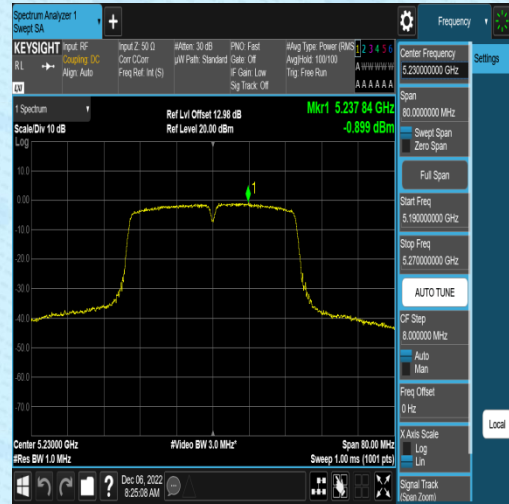 Spectrum Analyzer 1
Swept SA
Frequency
KEYSIGHT
RL
LXI
Input: RF
Coupling: DC
Align: Auto
Input Z: 50 Ω
Corr CCorr
Freq Ref: Int (S)
#Atten: 30 dB
µW Path: Standard
PNO: Fast
Gate: Off
IF Gain: Low
Sig Track: Off
#Avg Type: Power (RMS)
Avg|Hold: 100/100
Trig: Free Run
1 2 3 4 5 6
A W W W W W
A A A A A A
Settings
Center Frequency
5.230000000 GHz
Span
80.0000000 MHz
Swept Span
Zero Span
Full Span
Start Freq
5.190000000 GHz
Stop Freq
5.270000000 GHz
AUTO TUNE
CF Step
8.000000 MHz
Auto
Man
Freq Offset
0 Hz
X Axis Scale
Log
Lin
Signal Track
(Span Zoom)
Local
1 Spectrum
Scale/Div 10 dB
Ref Lvl Offset 12.98 dB
Ref Level 20.00 dBm
Mkr1 5.237 84 GHz
-0.899 dBm
Log
10.0
0.00
1
-10.0
-20.0
-30.0
-40.0
-50.0
-60.0
-70.0
Center 5.23000 GHz
#Res BW 1.0 MHz
#Video BW 3.0 MHz*
Span 80.00 MHz
Sweep 1.00 ms (1001 pts)
?
Dec 06, 2022
8:25:08 AM